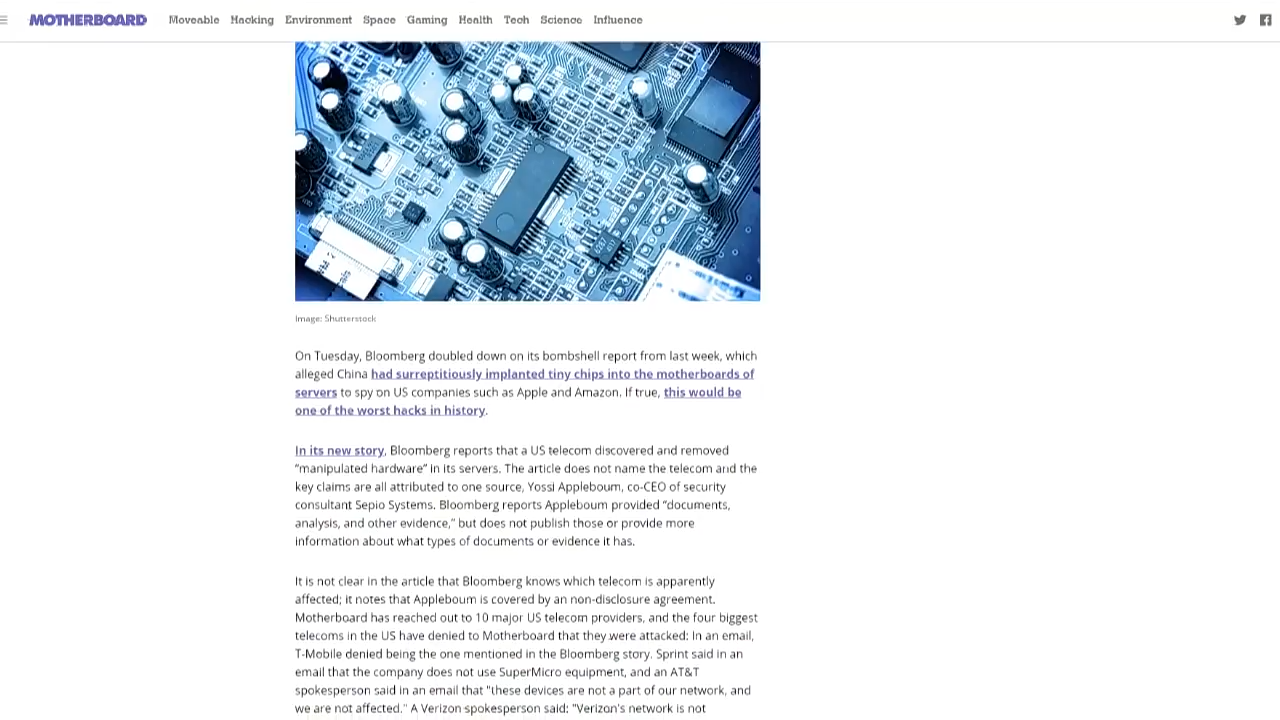 MOTHERBOARD Moveable Hacking Environment Space Gaming Health Tech Science Influence
Image: Shutterstock
On Tuesday, Bloomberg doubled down on its bombshell report from last week, which
alleged China had surreptitiously implanted tiny chips into the motherboards of
servers to spy on US companies such as Apple and Amazon. If true, this would be
one of the worst hacks in history.
In its new story, Bloomberg reports that a US telecom discovered and removed
"manipulated hardware" in its servers. The article does not name the telecom and the
key claims are all attributed to one source, Yossi Appleboum, co-CEO of security
consultant Sepio Systems. Bloomberg reports Appleboum provided "documents,
analysis, and other evidence," but does not publish those or provide more
information about what types of documents or evidence it has.
It is not clear in the article that Bloomberg knows which telecom is apparently
affected; it notes that Appleboum is covered by an non-disclosure agreement.
Motherboard has reached out to 10 major US telecom providers, and the four biggest
telecoms in the US have denied to Motherboard that they were attacked: In an email,
T-Mobile denied being the one mentioned in the Bloomberg story. Sprint said in an
email that the company does not use SuperMicro equipment, and an AT&T
spokesperson said in an email that "these devices are not a part of our network, and
we are not affected." A Verizon spokesperson said: "Verizon's network is not